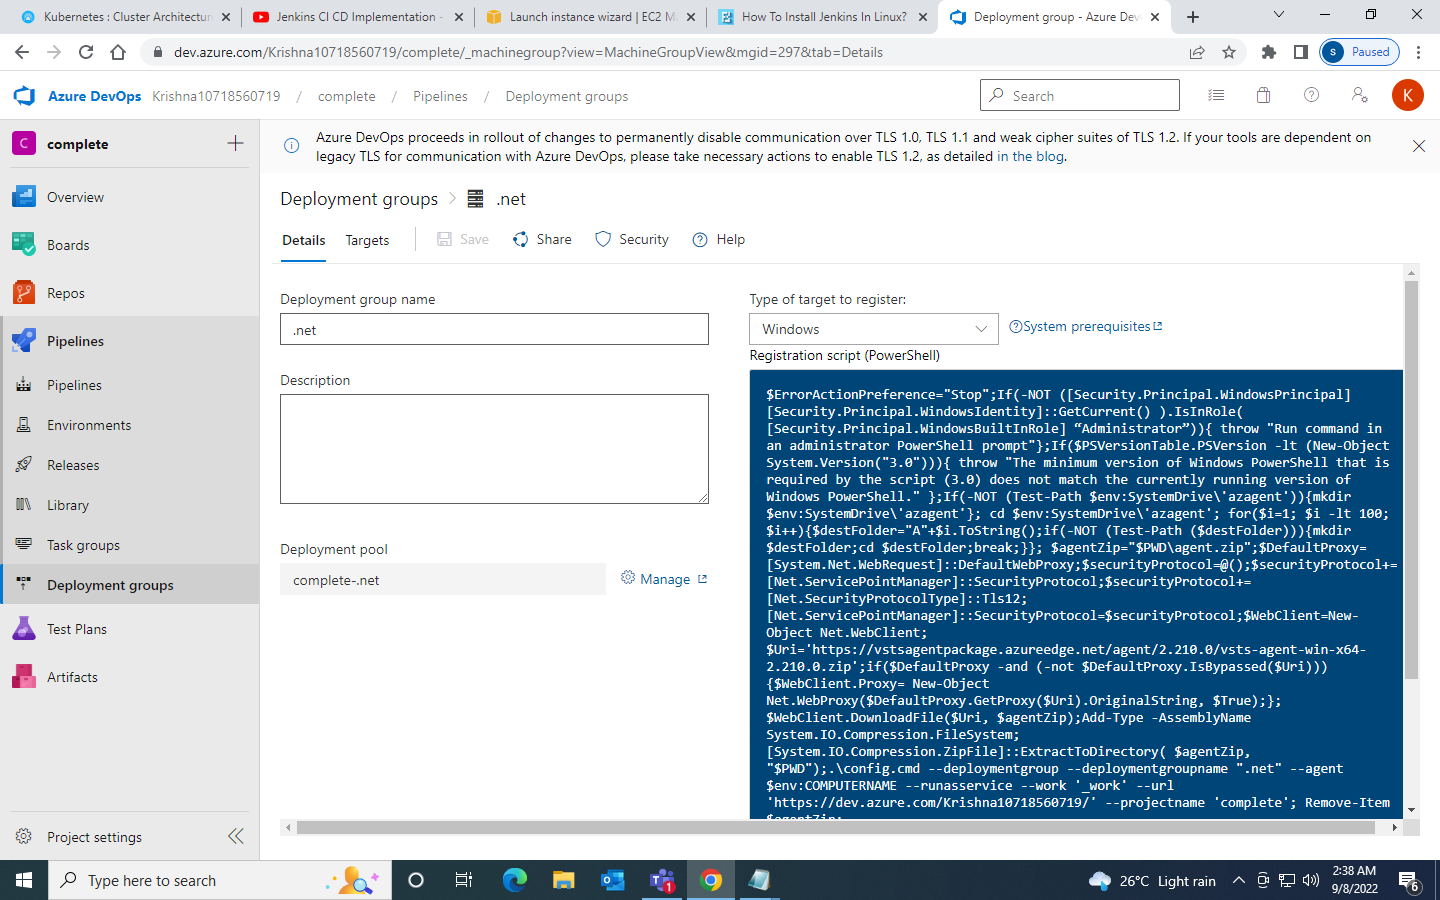 Kubernetes : Cluster Architectur
Jenkins CI CD Implementation -
Launch instance wizard | EC2 M
How To Install Jenkins In Linux?
Deployment group - Azure Dev
dev.azure.com/Krishna10718560719/complete/_machinegroup?view=MachineGroupView&mgid=297&tab=Details
S Paused
Azure DevOps Krishna10718560719 / complete / Pipelines / Deployment groups
Search
K
C complete
Azure DevOps proceeds in rollout of changes to permanently disable communication over TLS 1.0, TLS 1.1 and weak cipher suites of TLS 1.2. If your tools are dependent on
legacy TLS for communication with Azure DevOps, please take necessary actions to enable TLS 1.2, as detailed in the blog.
Overview
Boards
Repos
Pipelines
Pipelines
Environments
Releases
Library
Task groups
Deployment groups
Test Plans
Artifacts
Project settings
Deployment groups > .net
Details Targets Save Share Security Help
Deployment group name
.net
Description
Deployment pool
complete-.net Manage
Type of target to register:
Windows System prerequisites
Registration script (PowerShell)
$ErrorActionPreference="Stop";If(-NOT ([Security.Principal.WindowsPrincipal]
[Security.Principal.WindowsIdentity]::GetCurrent() ).IsInRole(
[Security.Principal.WindowsBuiltInRole] “Administrator”)){ throw "Run command in
an administrator PowerShell prompt"};If($PSVersionTable.PSVersion -lt (New-Object
System.Version("3.0"))){ throw "The minimum version of Windows PowerShell that is
required by the script (3.0) does not match the currently running version of
Windows PowerShell." };If(-NOT (Test-Path $env:SystemDrive\'azagent')){mkdir
$env:SystemDrive\'azagent'}; cd $env:SystemDrive\'azagent'; for($i=1; $i -lt 100;
$i++){$destFolder="A"+$i.ToString();if(-NOT (Test-Path ($destFolder))){mkdir
$destFolder;cd $destFolder;break;}}; $agentZip="$PWD\agent.zip";$DefaultProxy=
[System.Net.WebRequest]::DefaultWebProxy;$securityProtocol=@();$securityProtocol+=
[Net.ServicePointManager]::SecurityProtocol;$securityProtocol+=
[Net.SecurityProtocolType]::Tls12;
[Net.ServicePointManager]::SecurityProtocol=$securityProtocol;$WebClient=New-
Object Net.WebClient;
$Uri='https://vstsagentpackage.azureedge.net/agent/2.210.0/vsts-agent-win-x64-
2.210.0.zip';if($DefaultProxy -and (-not $DefaultProxy.IsBypassed($Uri)))
{$WebClient.Proxy= New-Object
Net.WebProxy($DefaultProxy.GetProxy($Uri).OriginalString, $True);};
$WebClient.DownloadFile($Uri, $agentZip);Add-Type -AssemblyName
System.IO.Compression.FileSystem;
[System.IO.Compression.ZipFile]::ExtractToDirectory( $agentZip,
"$PWD");.\config.cmd --deploymentgroup --deploymentgroupname ".net" --agent
$env:COMPUTERNAME --runasservice --work '_work' --url
'https://dev.azure.com/Krishna10718560719/' --projectname 'complete'; Remove-Item
$agentZip;
Type here to search
1
26°C Light rain
2:38 AM
9/8/2022
6